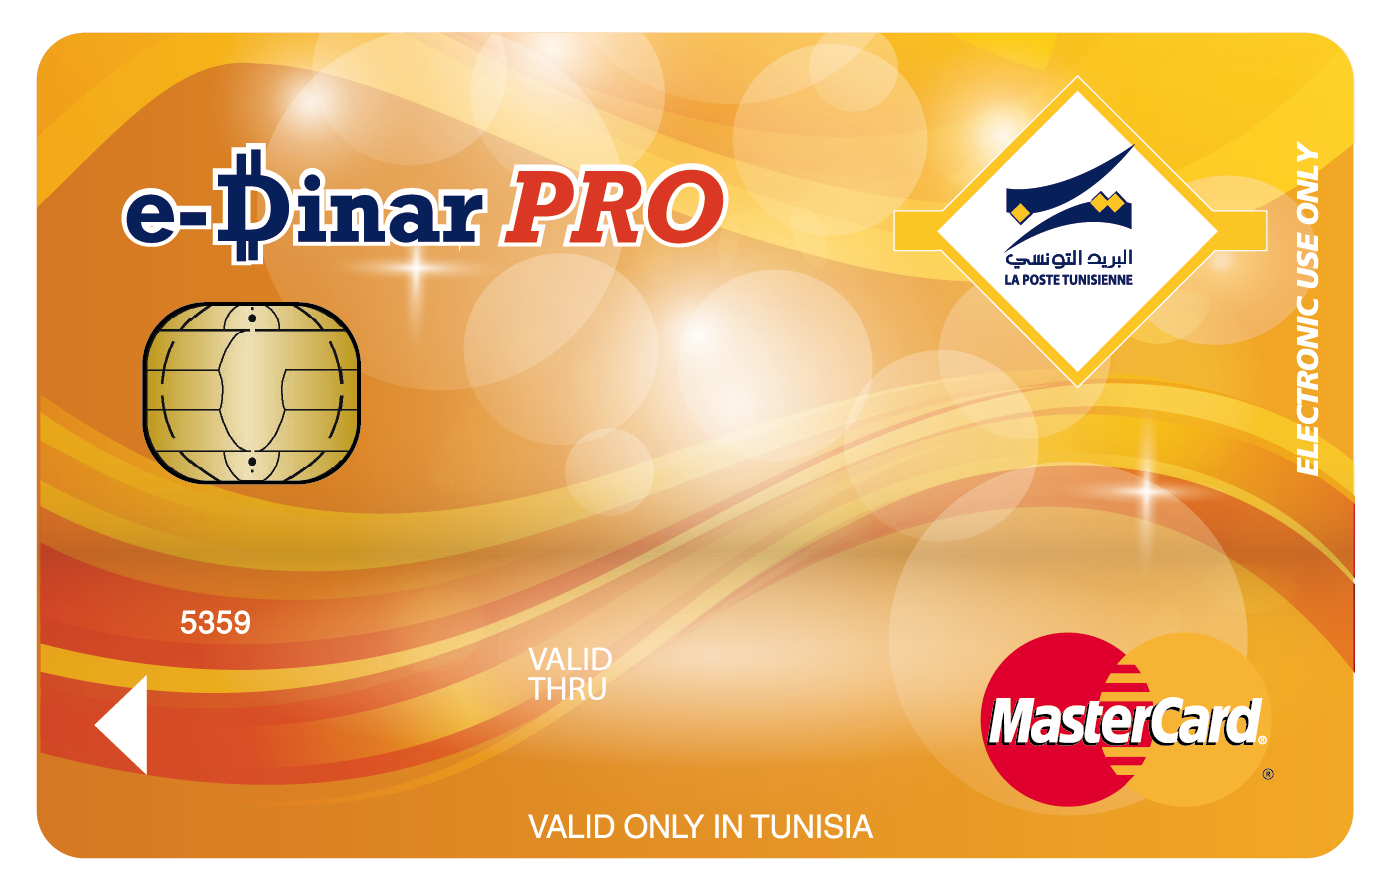 e-Dinar PRO
البريد التونسي
LA POSTE TUNISIENNE
ELECTRONIC USE ONLY
5359
VALID
THRU
MasterCard®
®
VALID ONLY IN TUNISIA